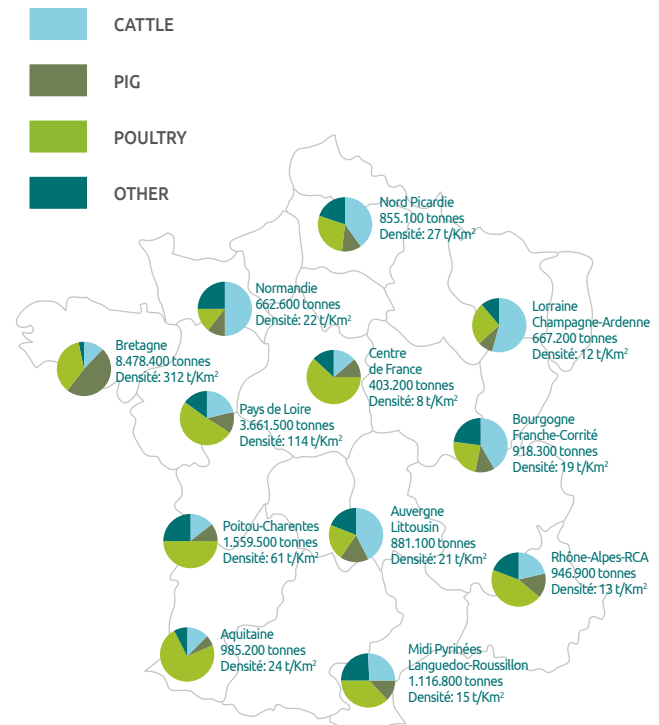 CATTLE
PIG
POULTRY
OTHER
Nord Picardie
855.100 tonnes
Densité: 27 t/Km²
Normandie
662.600 tonnes
Densité: 22 t/Km²
Lorraine
Champagne-Ardenne
667.200 tonnes
Densité: 12 t/Km²
Bretagne
8.478.400 tonnes
Densité: 312 t/Km²
Centre
de France
403.200 tonnes
Densité: 8 t/Km²
Pays de Loire
3.661.500 tonnes
Densité: 114 t/Km²
Bourgogne
Franche-Corrité
918.300 tonnes
Densité: 19 t/Km²
Poitou-Charentes
1.559.500 tonnes
Densité: 61 t/Km²
Auvergne
Littousin
881.100 tonnes
Densité: 21 t/Km²
Rhône-Alpes-RCA
946.900 tonnes
Densité: 13 t/Km²
Aquitaine
985.200 tonnes
Densité: 24 t/Km²
Midi Pyrinées
Languedoc-Roussillon
1.116.800 tonnes
Densité: 15 t/Km²